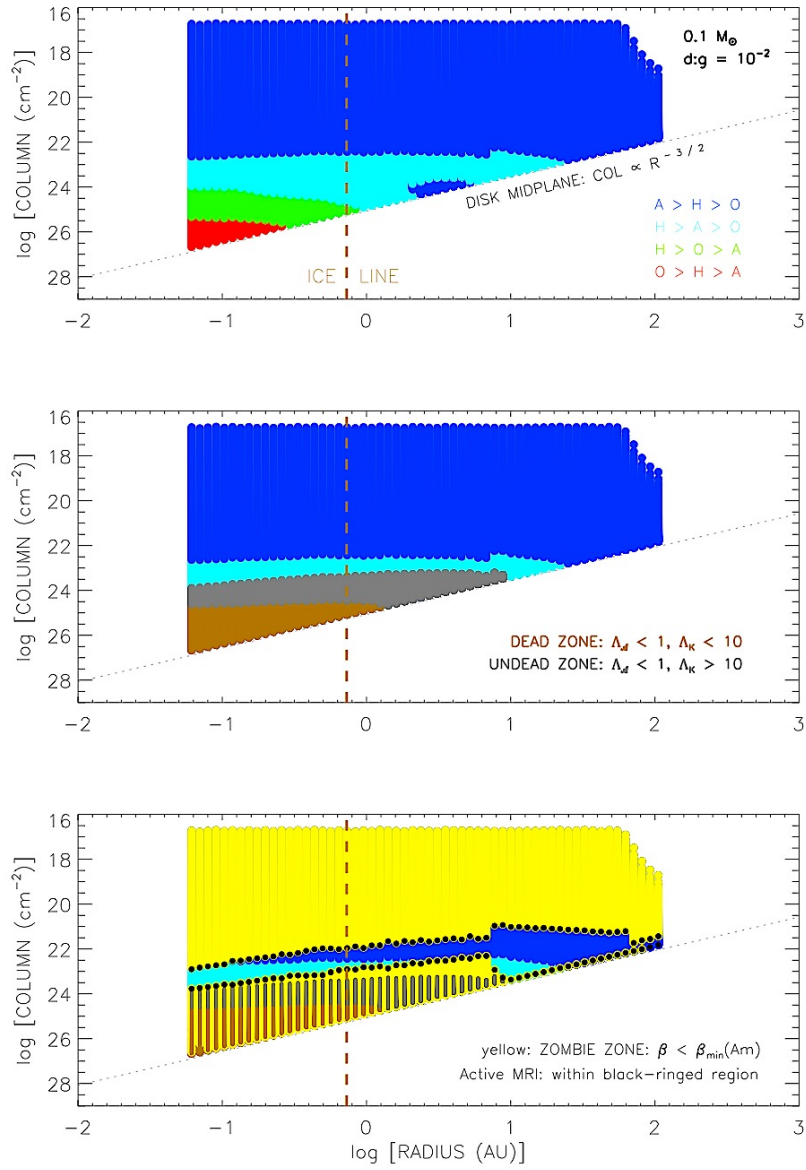 16
18
20
22
24
26
28
log [COLUMN (cm⁻²)]
0.1 M⊙
d:g = 10⁻²
DISK MIDPLANE: COL ∝ R⁻³/²
A > H > O
H > A > O
H > O > A
O > H > A
ICE LINE
−2 −1 0 1 2 3
16
18
20
22
24
26
28
log [COLUMN (cm⁻²)]
DEAD ZONE: Λ𝒜 < 1, Λ_K < 10
UNDEAD ZONE: Λ𝒜 < 1, Λ_K > 10
−2 −1 0 1 2 3
16
18
20
22
24
26
28
log [COLUMN (cm⁻²)]
yellow: ZOMBIE ZONE: β < β_min(Am)
Active MRI: within black-ringed region
−2 −1 0 1 2 3
log [RADIUS (AU)]